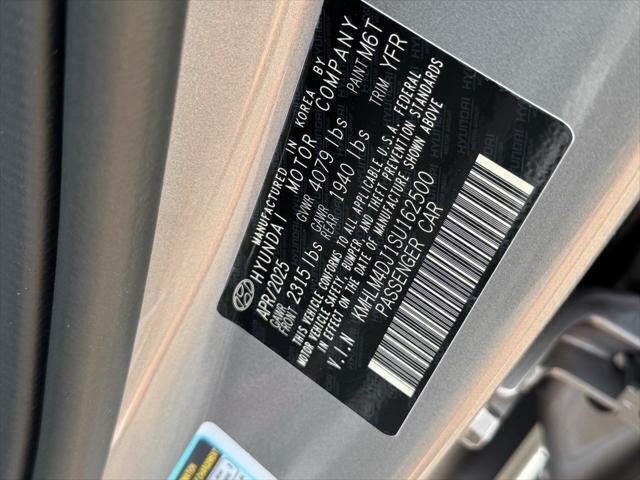 MANUFACTURED IN KOREA BY
HYUNDAI MOTOR COMPANY
APR/2025 GVWR 4079 lbs PAINT M6T
GAWR FRONT 2315 lbs GAWR REAR 1940 lbs TRIM YFR
THIS VEHICLE CONFORMS TO ALL APPLICABLE U.S.A. FEDERAL
MOTOR VEHICLE SAFETY, BUMPER, AND THEFT PREVENTION STANDARDS
IN EFFECT ON THE DATE OF MANUFACTURE SHOWN ABOVE
V.I.N KMHLM4DJ1SU162500
PASSENGER CAR